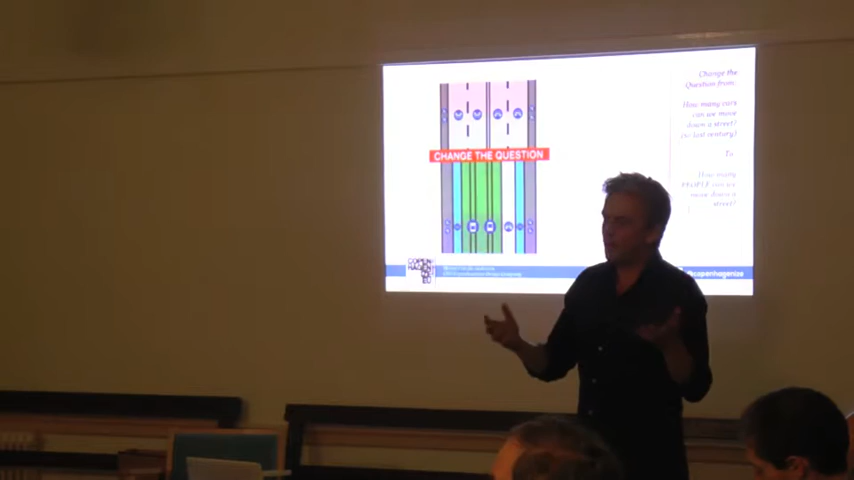 CHANGE THE QUESTION
Change the
Question from:
How many cars
can we move
down a street?
(so last century)
To
How many
PEOPLE can we
move down a
street?
@copenhagenize